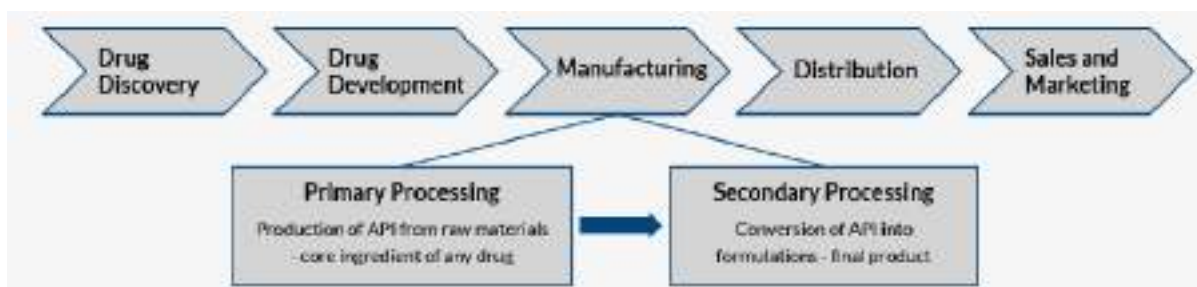 Drug
Discovery
Drug
Development
Manufacturing
Distribution
Sales and
Marketing
Primary Processing
Production of API from raw materials
- core ingredient of any drug
Secondary Processing
Conversion of API into
formulations - final product